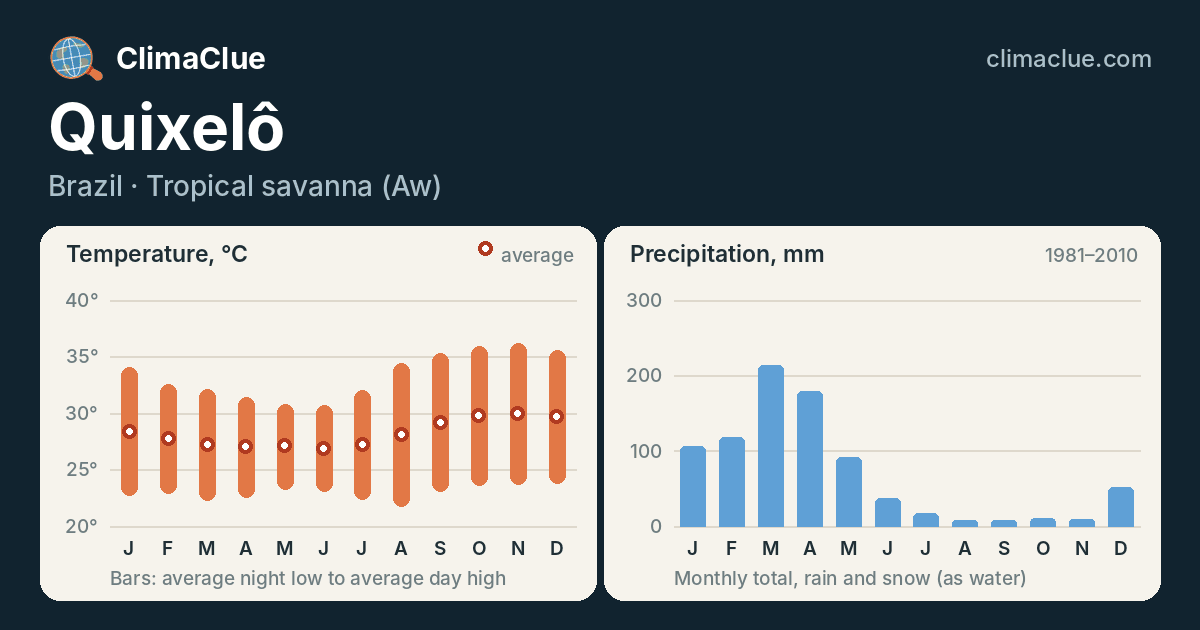 ClimaClue
climaclue.com
Quixelô
Brazil · Tropical savanna (Aw)
Temperature, °C
average
40°
35°
30°
25°
20°
J F M A M J J A S O N D
Bars: average night low to average day high
Precipitation, mm
1981–2010
300
200
100
0
J F M A M J J A S O N D
Monthly total, rain and snow (as water)